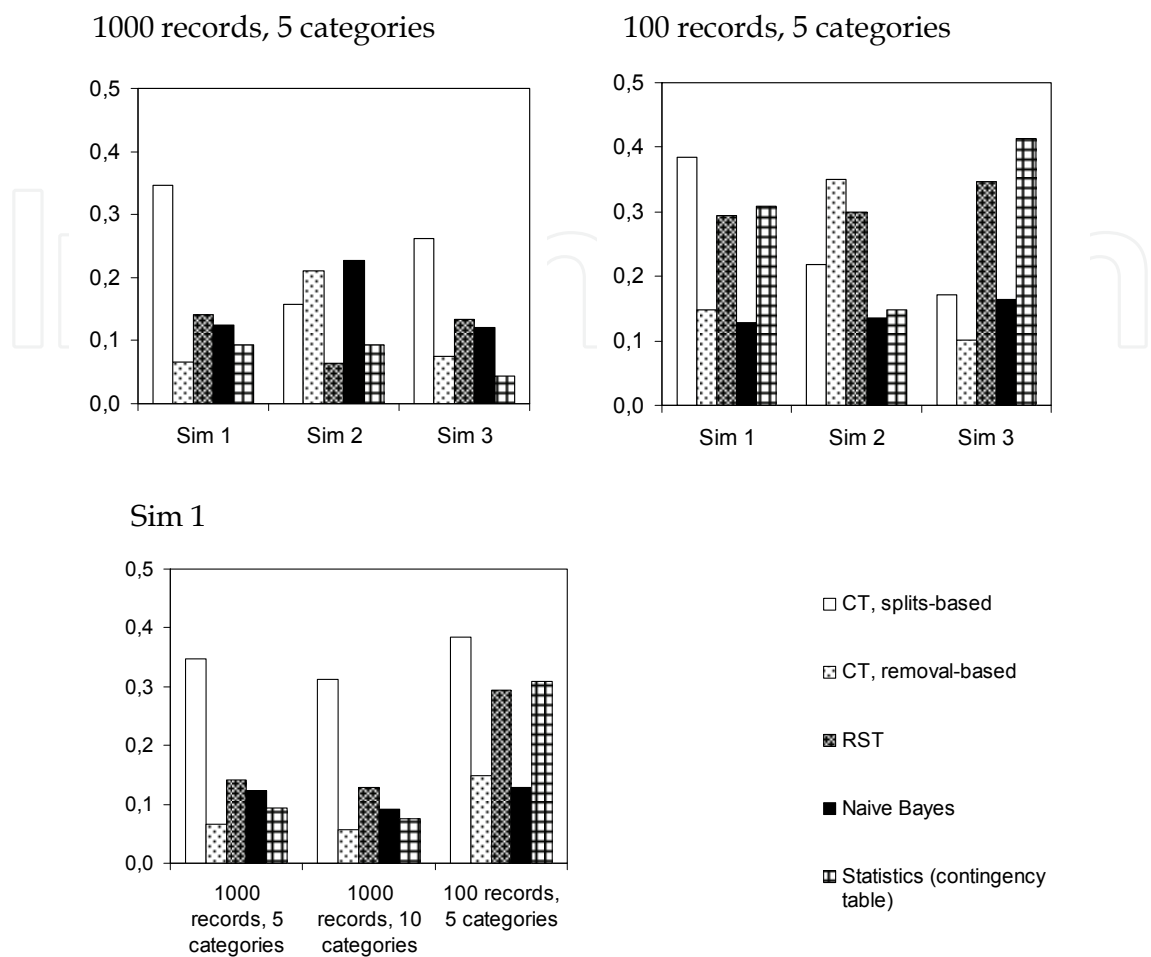 1000 records, 5 categories
100 records, 5 categories
0,5
0,4
0,3
0,2
0,1
0,0
Sim 1
Sim 2
Sim 3
0,5
0,4
0,3
0,2
0,1
0,0
Sim 1
Sim 2
Sim 3
Sim 1
0,5
0,4
0,3
0,2
0,1
0,0
1000
records, 5
categories
1000
records, 10
categories
100 records,
5 categories
CT, splits-based
CT, removal-based
RST
Naive Bayes
Statistics (contingency
table)